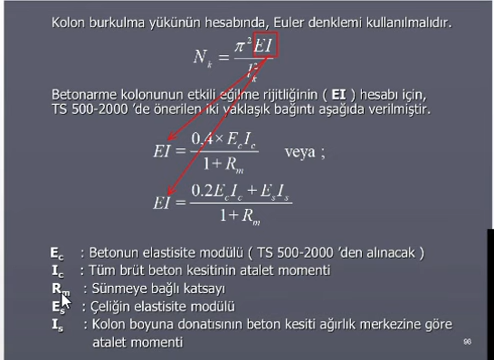 Kolon burkulma yükünün hesabında, Euler denklemi kullanılmalıdır.
N_k = π² EI / l_k²
Betonarme kolonunun etkili eğilme rijitliğinin ( EI ) hesabı için,
TS 500-2000 'de önerilen iki yaklaşık bağıntı aşağıda verilmiştir.
EI = 0,4×E_c I_c / 1+R_m veya ;
EI = 0.2E_c I_c + E_s I_s / 1+R_m
E_c : Betonun elastisite modülü ( TS 500-2000 'den alınacak )
I_c : Tüm brüt beton kesitinin atalet momenti
R_m : Sünmeye bağlı katsayı
E_s : Çeliğin elastisite modülü
I_s : Kolon boyuna donatısının beton kesiti ağırlık merkezine göre
atalet momenti
96